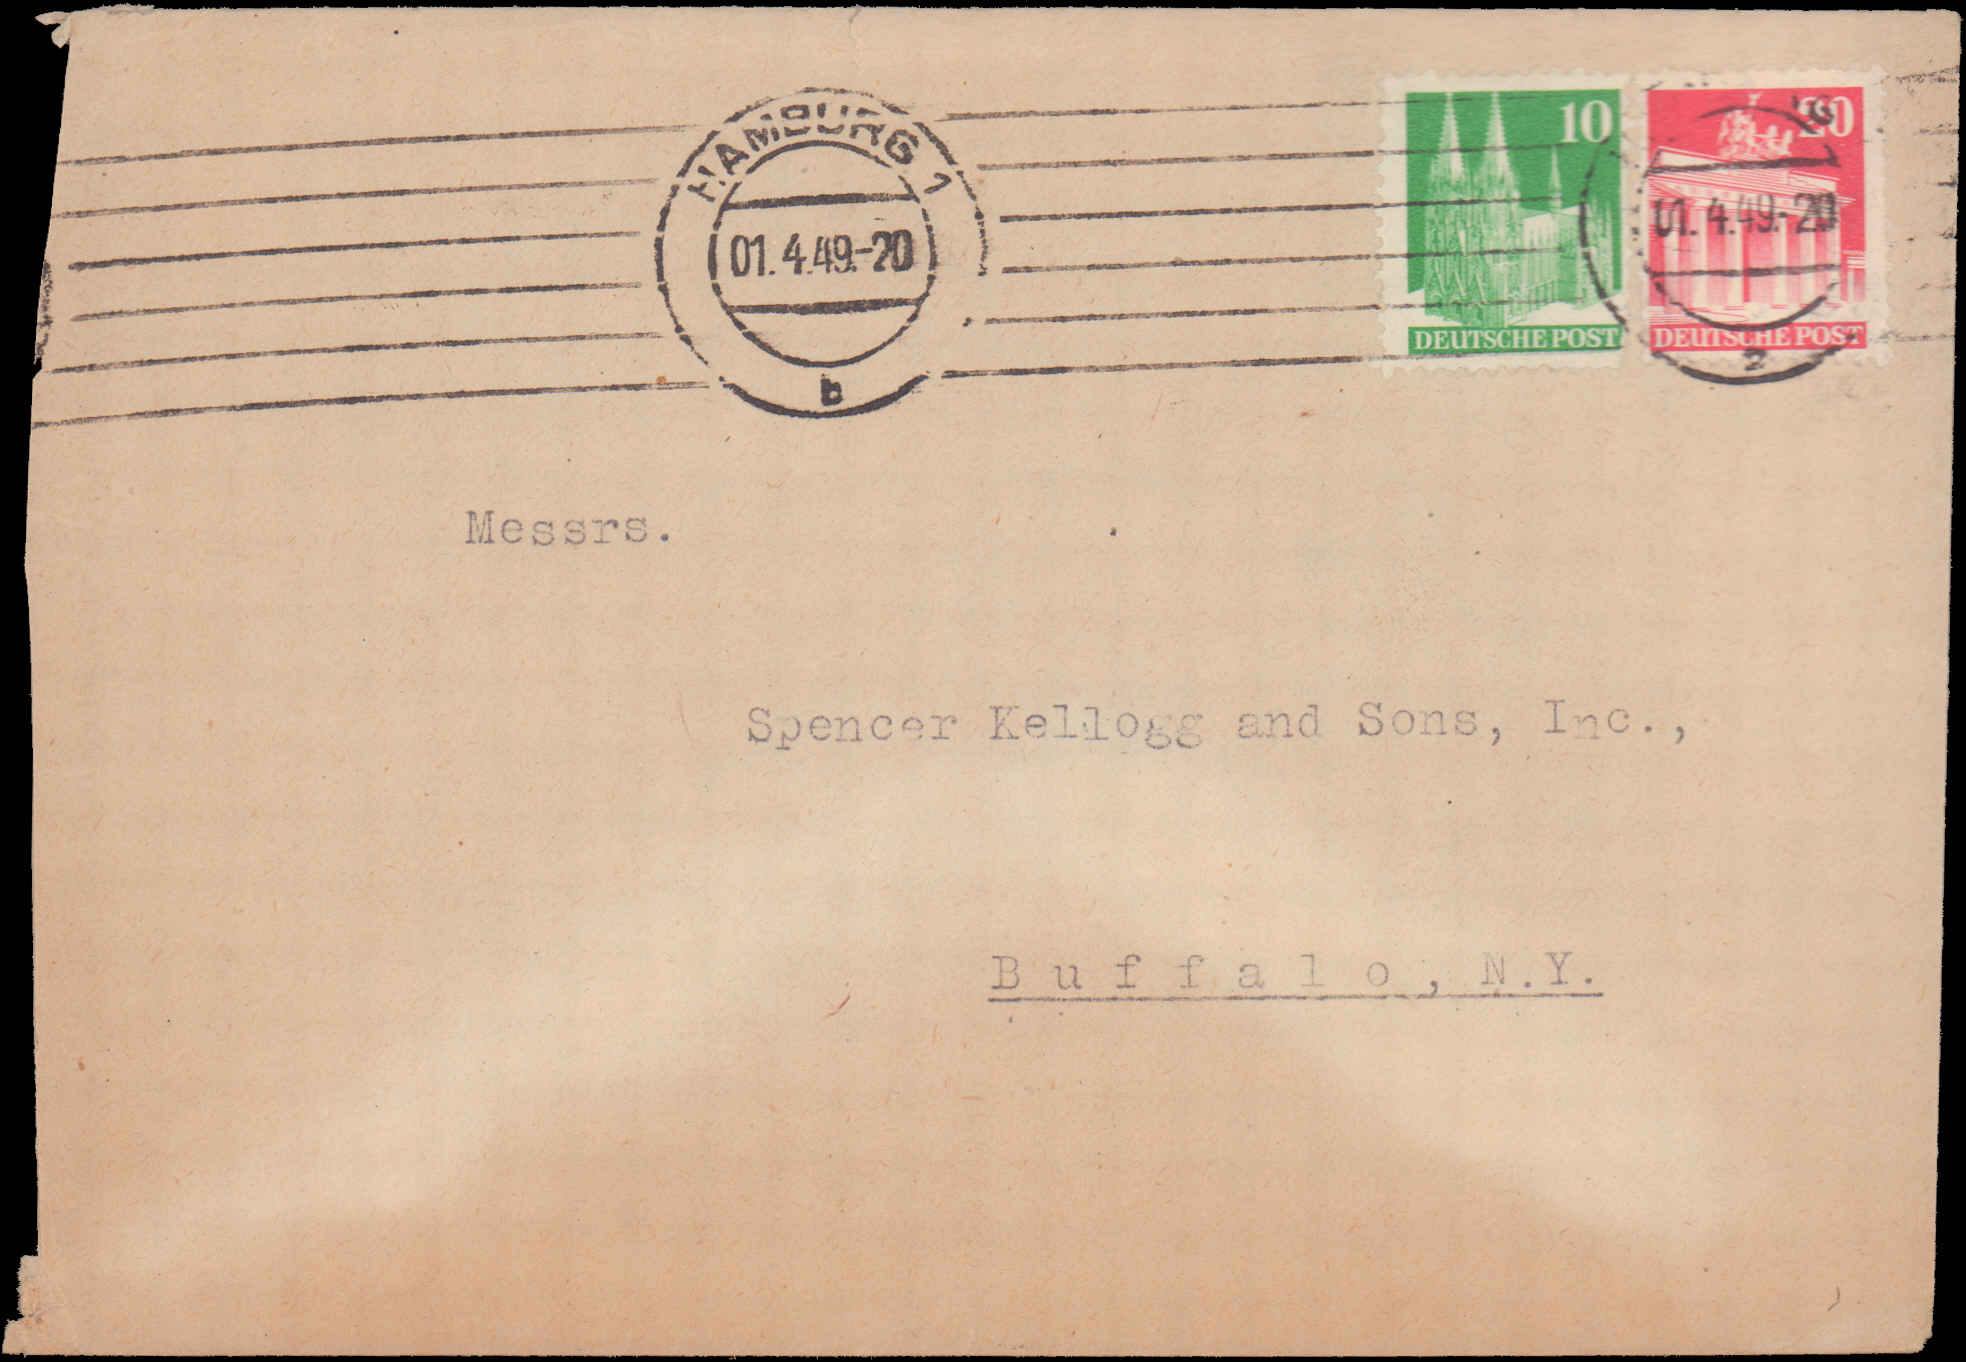 HAMBURG 1
01.4.49.-20
b
10
DEUTSCHE POST
20
01.4.49.-20
DEUTSCHE POST
Messrs.
Spencer Kellogg and Sons, Inc.,
Buffalo, N.Y.